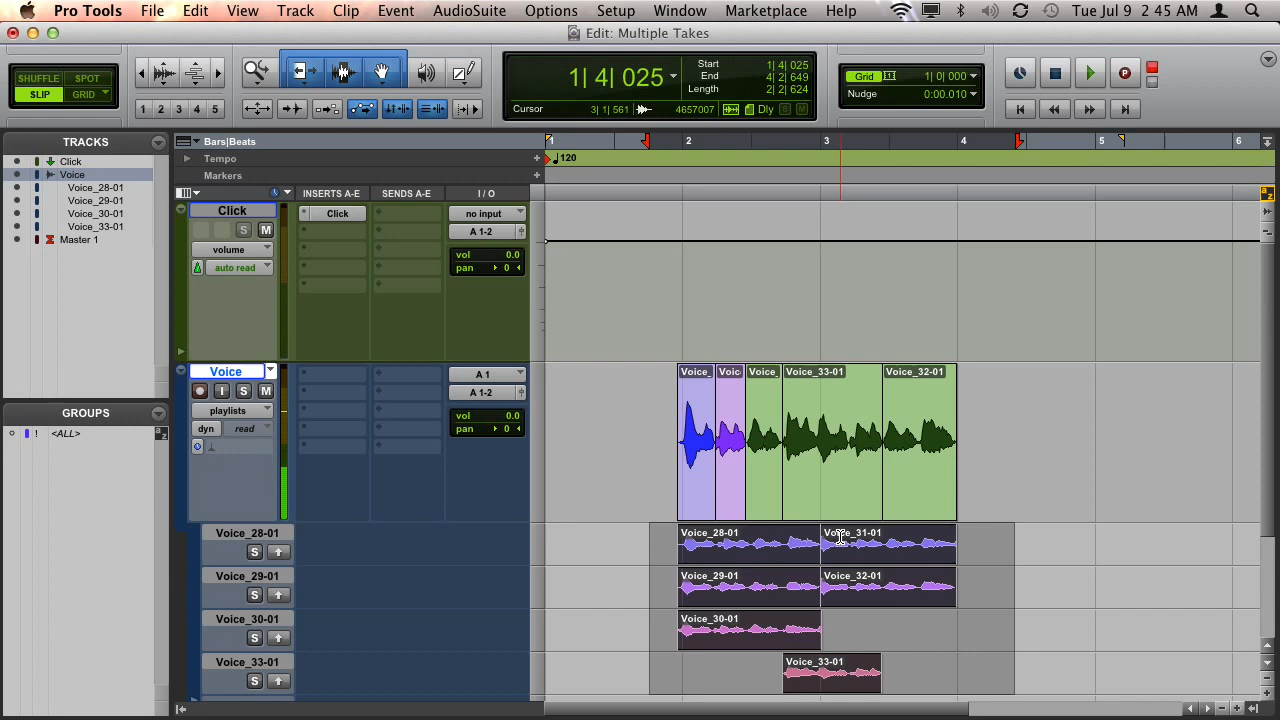 Pro Tools File Edit View Track Clip Event AudioSuite Options Setup Window Marketplace Help Tue Jul 9 2:45 AM
Edit: Multiple Takes
SHUFFLE SPOT
SLIP GRID
1 2 3 4 5
1| 4| 025
Start 1| 4| 025
End 4| 2| 649
Length 2| 2| 624
Cursor 3| 1| 561 4657007 Dly S M
Grid 1| 0| 000
Nudge 0:00.010
TRACKS
Click
Voice
Voice_28-01
Voice_29-01
Voice_30-01
Voice_33-01
Master 1
GROUPS
! <ALL>
a z
Bars|Beats 1 2 3 4 5 6
Tempo 120
Markers
INSERTS A-E SENDS A-E I / O
a z
Click
S M
volume
auto read
Click
no input
A 1-2
vol 0.0
pan 0
Voice
I S M
playlists
dyn read
A 1
A 1-2
vol 0.0
pan 0
Voice_ Voic Voice_ Voice_33-01 Voice_32-01
Voice_28-01
S
Voice_28-01 Voice_31-01
Voice_29-01
S
Voice_29-01 Voice_32-01
Voice_30-01
S
Voice_30-01
Voice_33-01
S
Voice_33-01